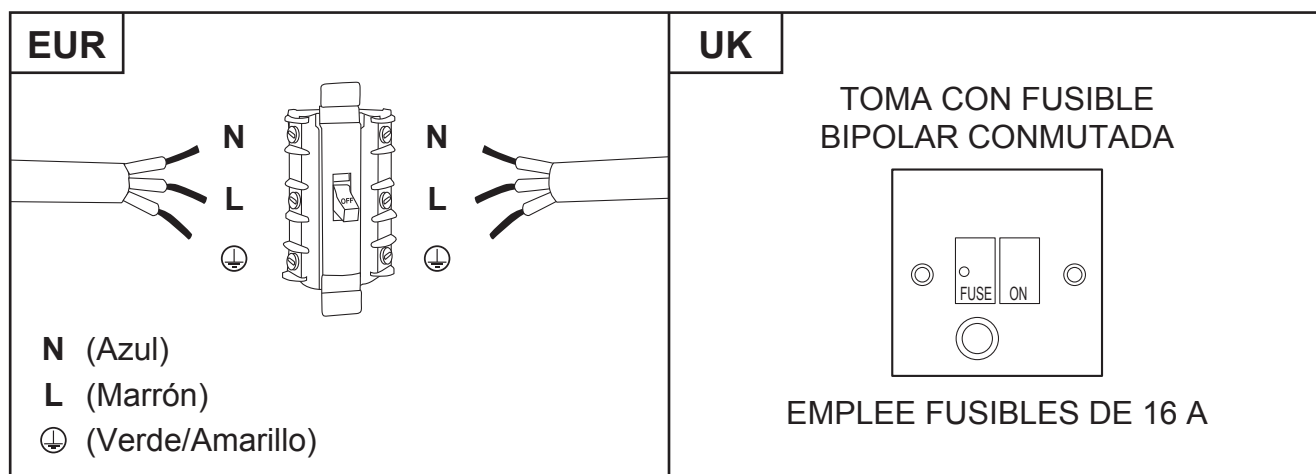 EUR
N
L
OFF
N
L
N (Azul)
L (Marrón)
(Verde/Amarillo)
UK
TOMA CON FUSIBLE
BIPOLAR CONMUTADA
FUSE
ON
EMPLEE FUSIBLES DE 16 A